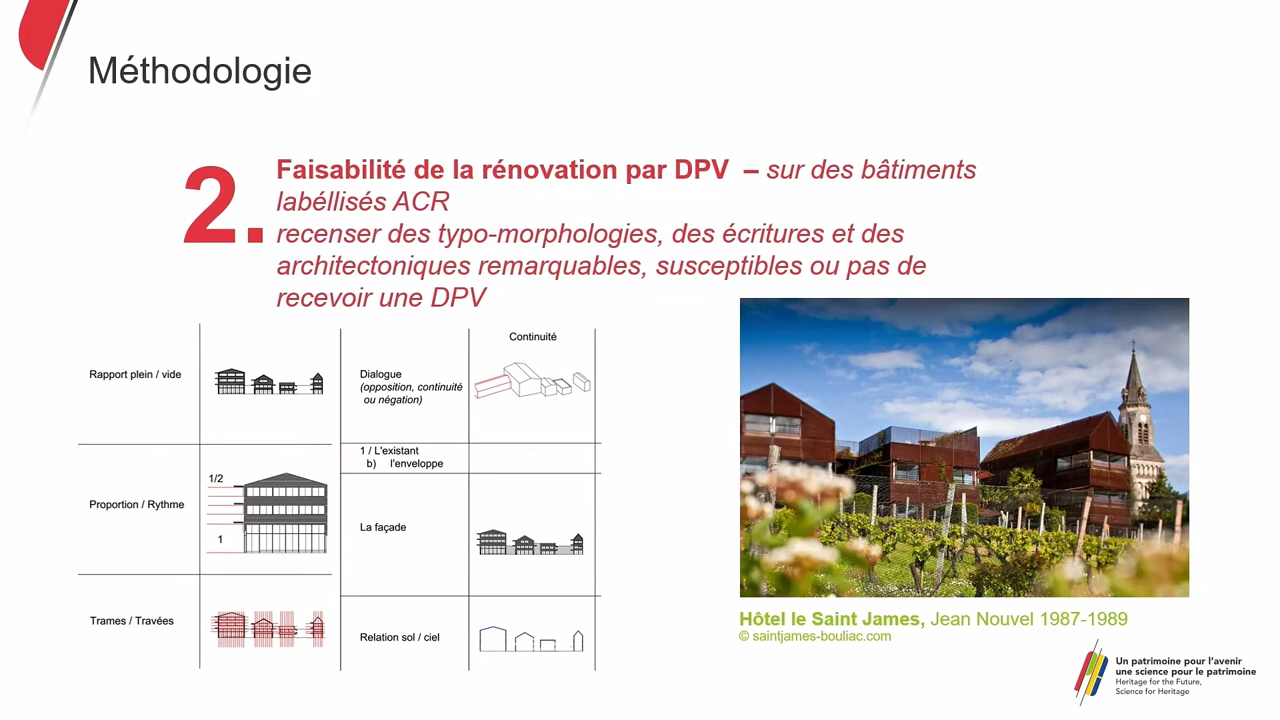 Méthodologie
2.
Faisabilité de la rénovation par DPV – sur des bâtiments
labéllisés ACR
recenser des typo-morphologies, des écritures et des
architectoniques remarquables, susceptibles ou pas de
recevoir une DPV
Rapport plein / vide
Proportion / Rythme
1/2
1
Trames / Travées
Continuité
Dialogue
(opposition, continuité
ou négation)
1 / L'existant
b) l'enveloppe
La façade
Relation sol / ciel
Hôtel le Saint James, Jean Nouvel 1987-1989
© saintjames-bouliac.com
Un patrimoine pour l'avenir
une science pour le patrimoine
Heritage for the Future,
Science for Heritage